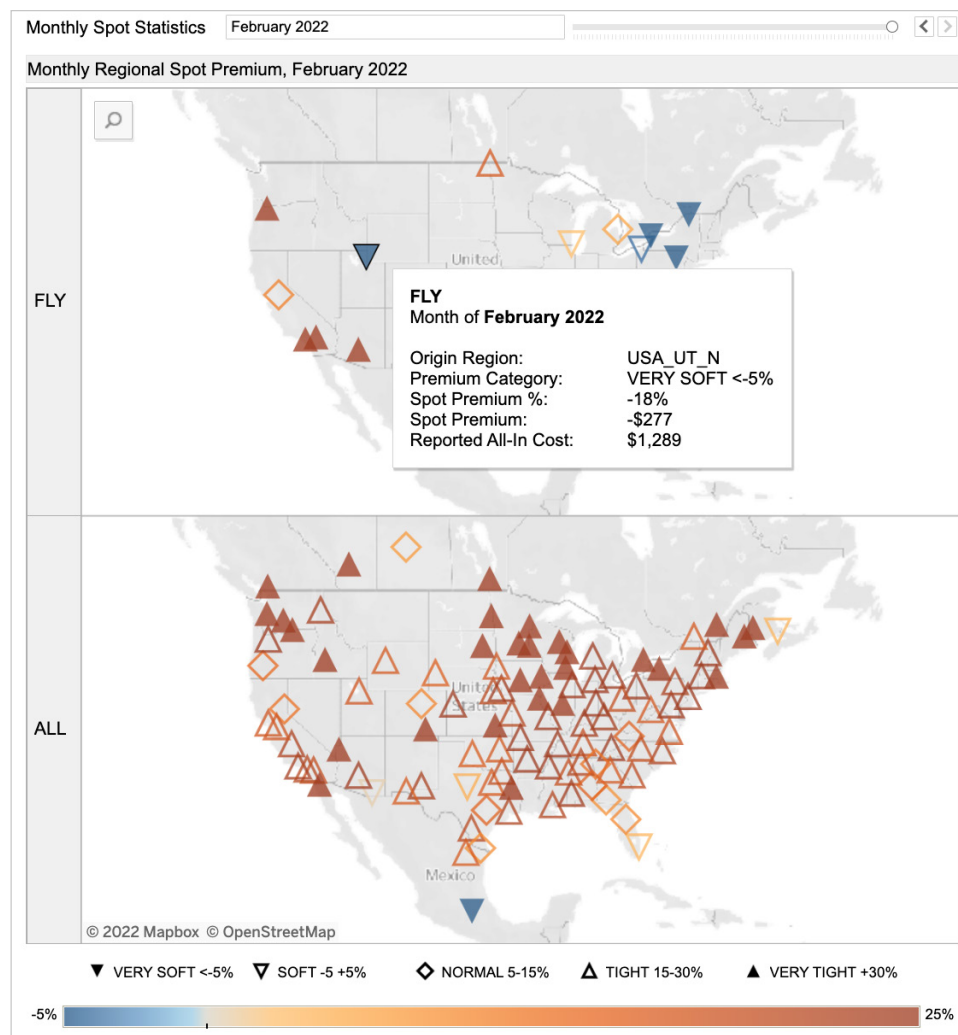 Monthly Spot Statistics February 2022
Monthly Regional Spot Premium, February 2022
FLY
United
FLY
Month of February 2022
Origin Region: USA_UT_N
Premium Category: VERY SOFT <-5%
Spot Premium %: -18%
Spot Premium: -$277
Reported All-In Cost: $1,289
ALL
United
States
Mexico
© 2022 Mapbox © OpenStreetMap
VERY SOFT <-5% SOFT -5 +5% NORMAL 5-15% TIGHT 15-30% VERY TIGHT +30%
-5% 25%